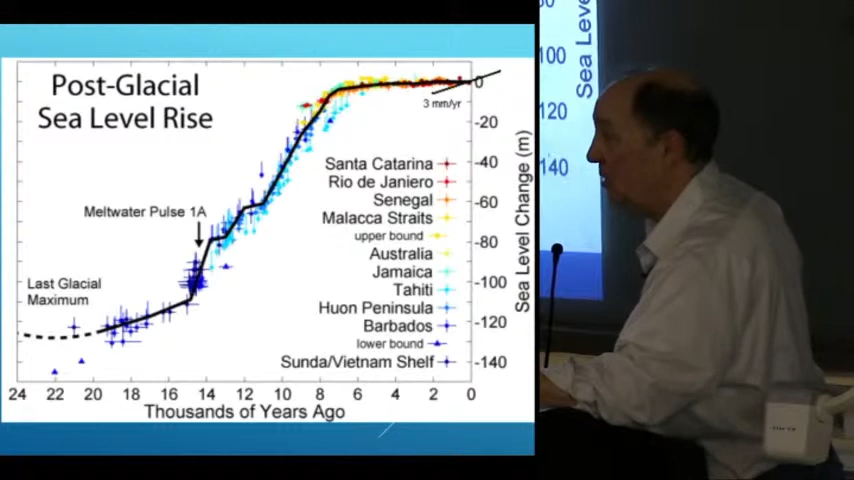 Post-Glacial
Sea Level Rise
3 mm/yr
Santa Catarina
Rio de Janiero
Senegal
Malacca Straits
upper bound
Australia
Jamaica
Tahiti
Huon Peninsula
Barbados
lower bound
Sunda/Vietnam Shelf
Meltwater Pulse 1A
Last Glacial
Maximum
0
-20
-40
-60
-80
-100
-120
-140
Sea Level Change (m)
24 22 20 18 16 14 12 10 8 6 4 2 0
Thousands of Years Ago
100
120
140
Sea Leve